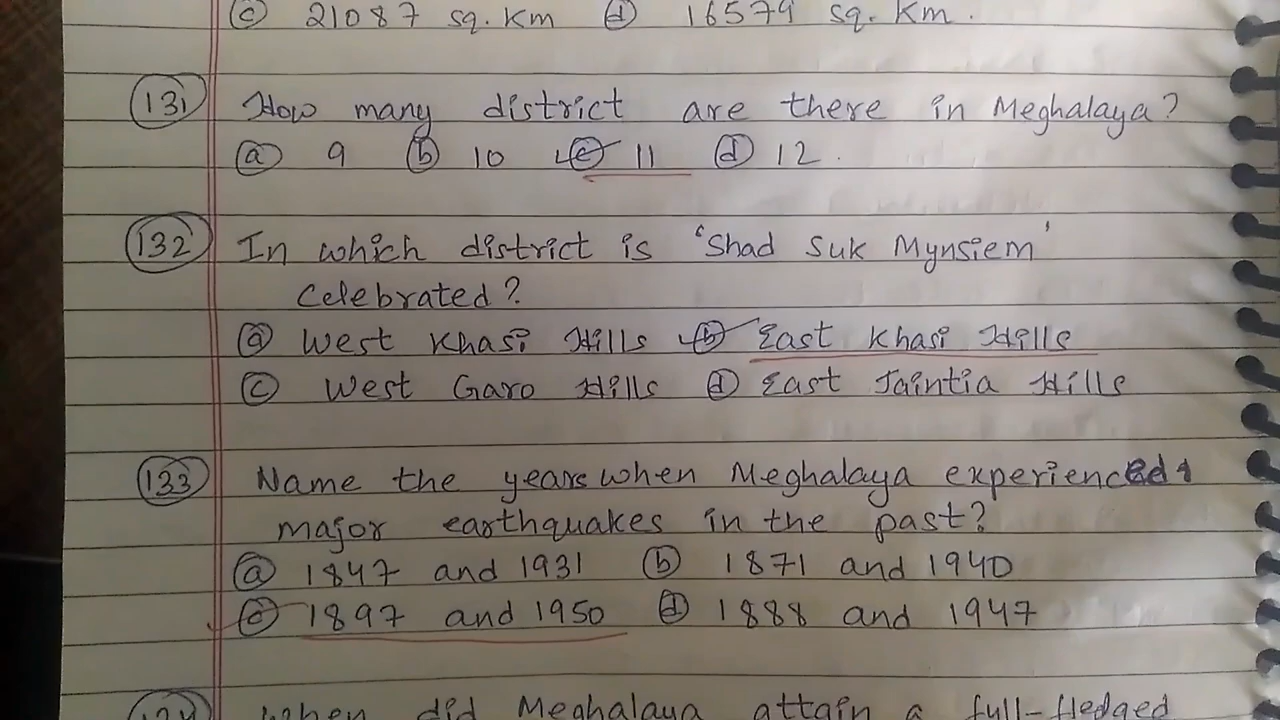 (c) 21087 sq. Km (d) 16579 sq. Km.
(131) How many district are there in Meghalaya?
(a) 9 (b) 10 (c) 11 (d) 12.
(132) In which district is 'Shad Suk Mynsiem'
Celebrated?
(a) West Khasi Hills (b) East Khasi Hills
(c) West Garo Hills (d) East Jaintia Hills
(133) Name the years when Meghalaya experienced
major earthquakes in the past?
(a) 1847 and 1931 (b) 1871 and 1940
(c) 1897 and 1950 (d) 1888 and 1947
(134) When did Meghalaya attain a full-fledged